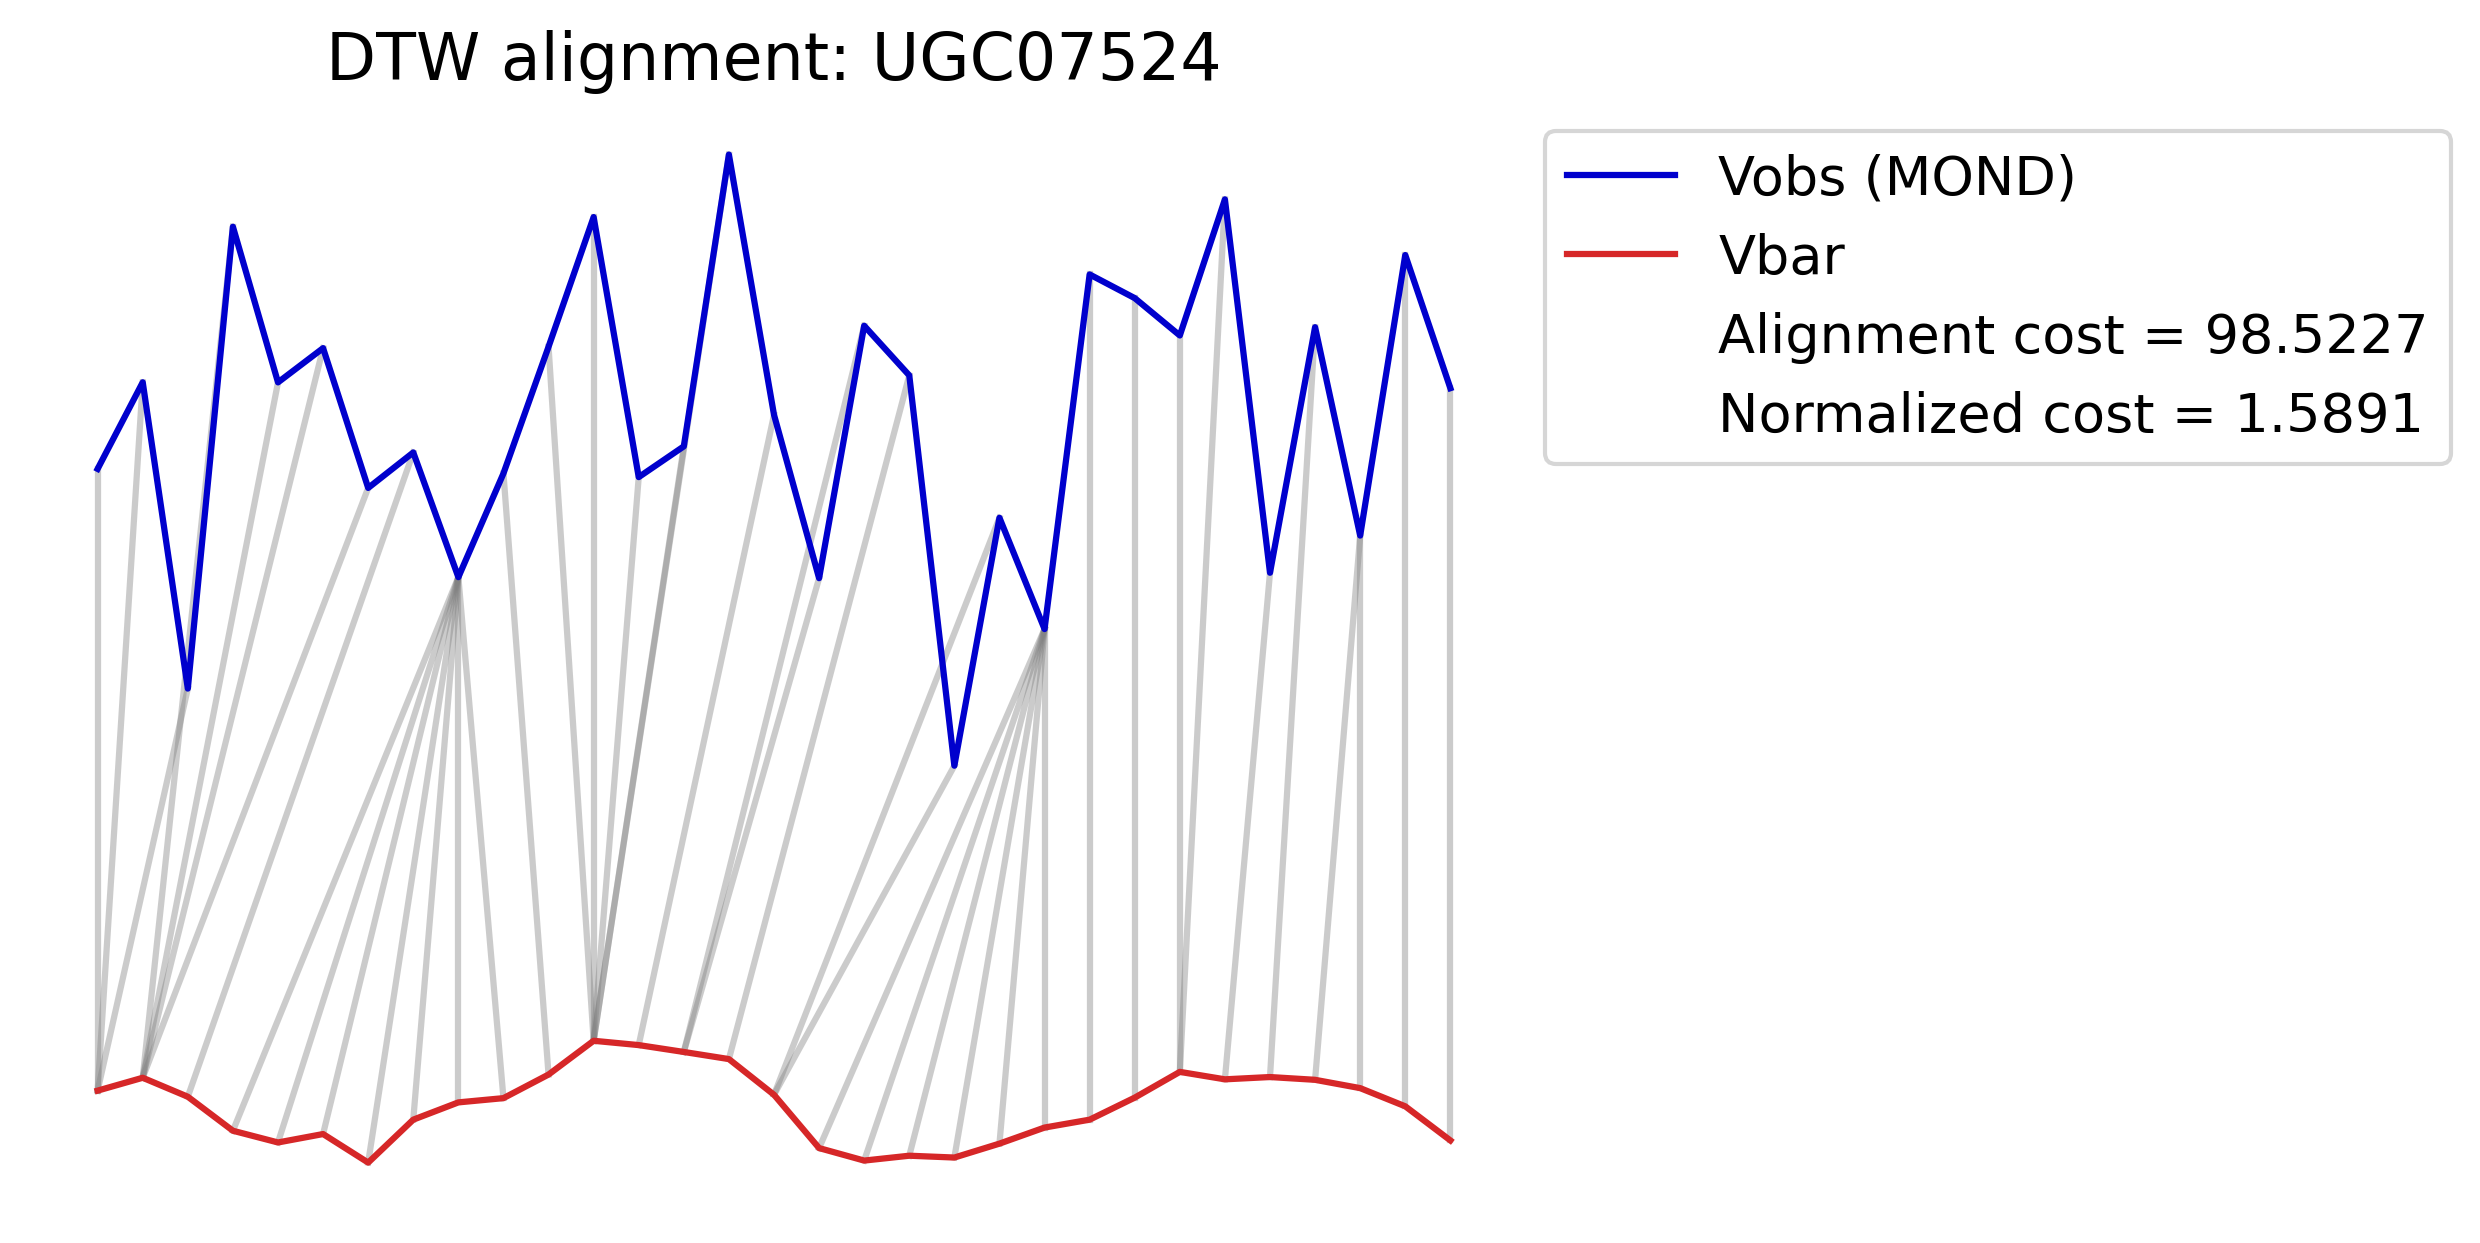 DTW alignment: UGC07524
Vobs (MOND)
Vbar
Alignment cost = 98.5227
Normalized cost = 1.5891